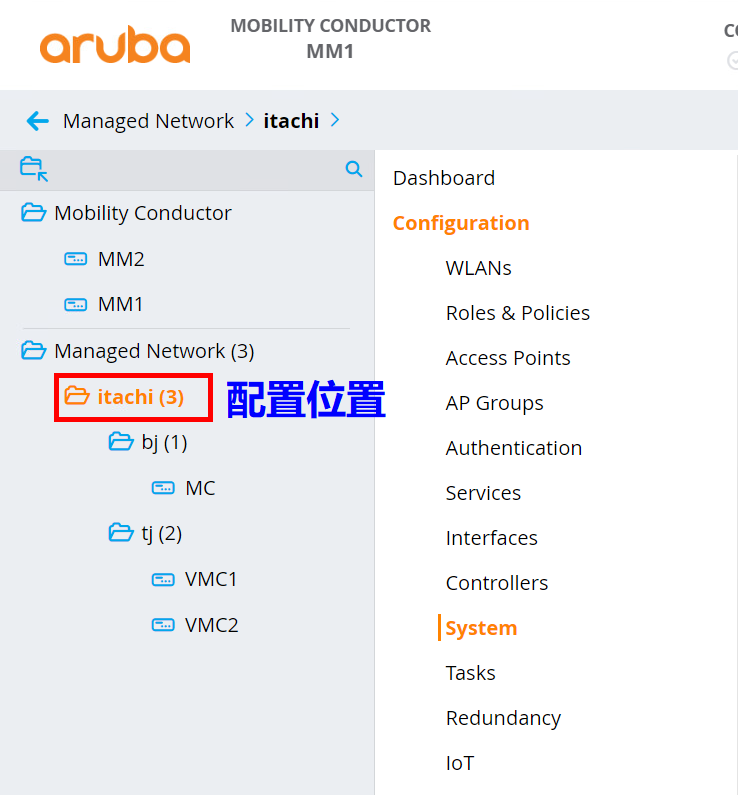 aruba
MOBILITY CONDUCTOR
MM1
Managed Network
itachi
Mobility Conductor
MM2
MM1
Managed Network (3)
itachi (3)
配置位置
bj (1)
MC
tj (2)
VMC1
VMC2
Dashboard
Configuration
WLANs
Roles & Policies
Access Points
AP Groups
Authentication
Services
Interfaces
Controllers
System
Tasks
Redundancy
IoT